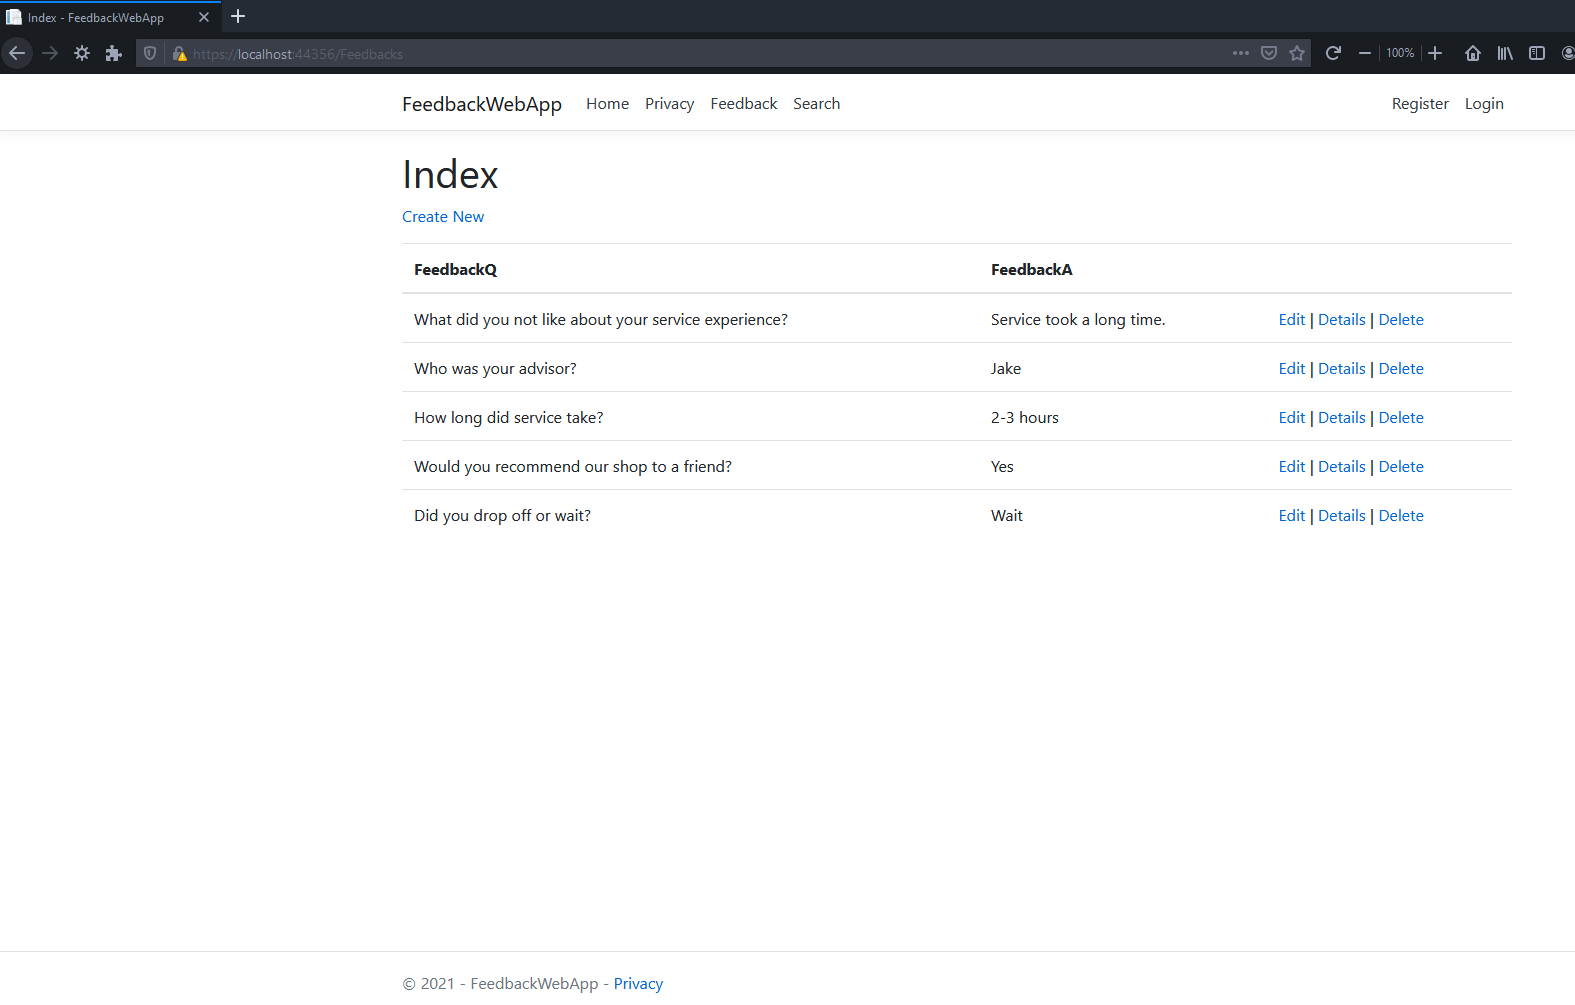 Index - FeedbackWebApp
https://localhost:44356/Feedbacks
100%
FeedbackWebApp Home Privacy Feedback Search Register Login
Index
Create New
FeedbackQ FeedbackA
What did you not like about your service experience? Service took a long time. Edit | Details | Delete
Who was your advisor? Jake Edit | Details | Delete
How long did service take? 2-3 hours Edit | Details | Delete
Would you recommend our shop to a friend? Yes Edit | Details | Delete
Did you drop off or wait? Wait Edit | Details | Delete
© 2021 - FeedbackWebApp - Privacy